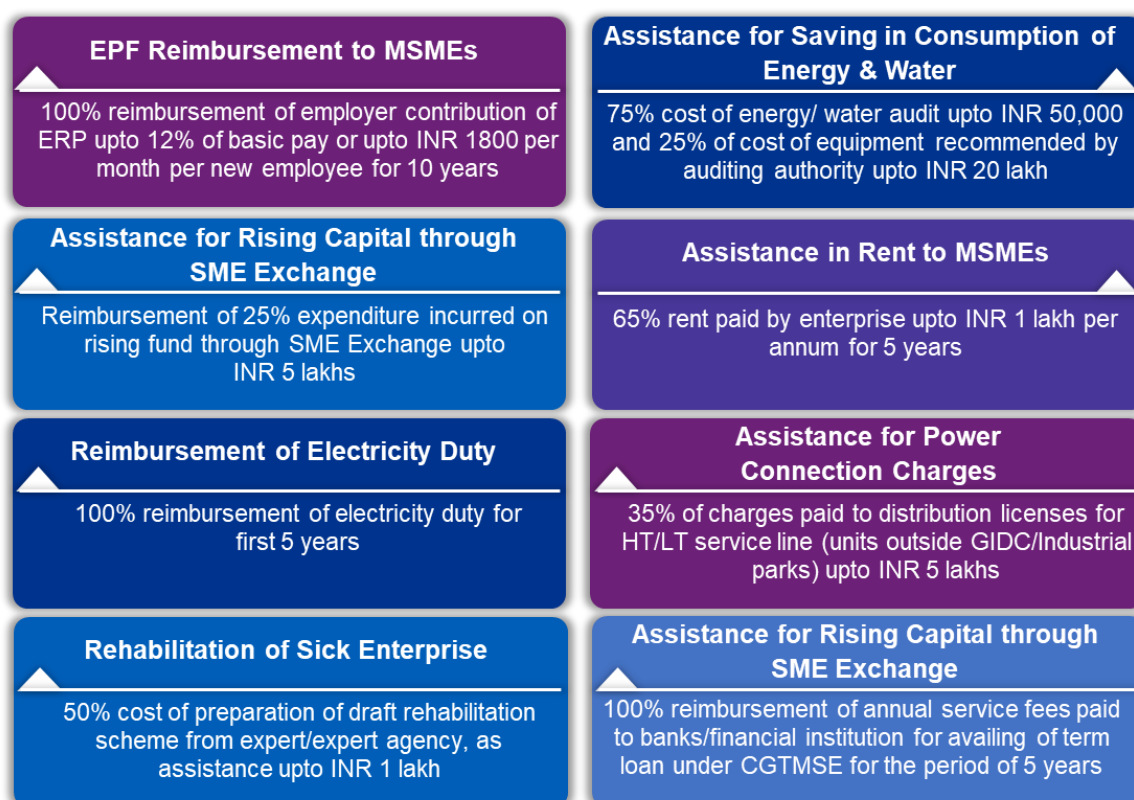 EPF Reimbursement to MSMEs
100% reimbursement of employer contribution of
ERP upto 12% of basic pay or upto INR 1800 per
month per new employee for 10 years
Assistance for Saving in Consumption of
Energy & Water
75% cost of energy/ water audit upto INR 50,000
and 25% of cost of equipment recommended by
auditing authority upto INR 20 lakh
Assistance for Rising Capital through
SME Exchange
Reimbursement of 25% expenditure incurred on
rising fund through SME Exchange upto
INR 5 lakhs
Assistance in Rent to MSMEs
65% rent paid by enterprise upto INR 1 lakh per
annum for 5 years
Reimbursement of Electricity Duty
100% reimbursement of electricity duty for
first 5 years
Assistance for Power
Connection Charges
35% of charges paid to distribution licenses for
HT/LT service line (units outside GIDC/Industrial
parks) upto INR 5 lakhs
Rehabilitation of Sick Enterprise
50% cost of preparation of draft rehabilitation
scheme from expert/expert agency, as
assistance upto INR 1 lakh
Assistance for Rising Capital through
SME Exchange
100% reimbursement of annual service fees paid
to banks/financial institution for availing of term
loan under CGTMSE for the period of 5 years